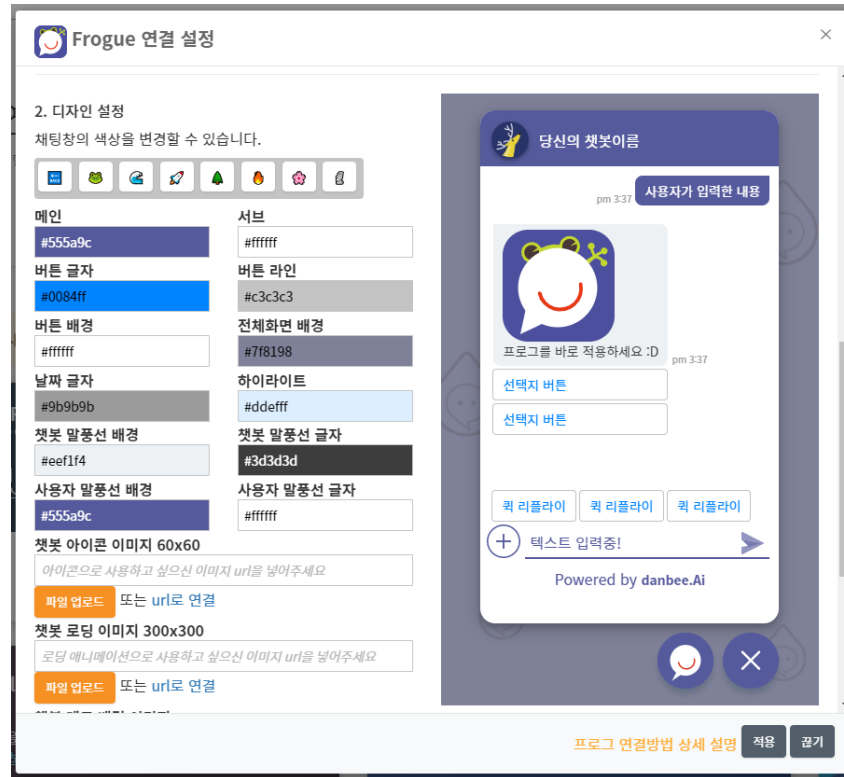 Frogue 연결 설정
×
2. 디자인 설정
채팅창의 색상을 변경할 수 있습니다.
메인
서브
#555a9c
#ffffff
버튼 글자
버튼 라인
#0084ff
#c3c3c3
버튼 배경
전체화면 배경
#ffffff
#7f8198
날짜 글자
하이라이트
#9b9b9b
#ddefff
챗봇 말풍선 배경
챗봇 말풍선 글자
#eef1f4
#3d3d3d
사용자 말풍선 배경
사용자 말풍선 글자
#555a9c
#ffffff
챗봇 아이콘 이미지 60x60
아이콘으로 사용하고 싶으신 이미지 url을 넣어주세요
파일 업로드 또는 url로 연결
챗봇 로딩 이미지 300x300
로딩 애니메이션으로 사용하고 싶으신 이미지 url을 넣어주세요
파일 업로드 또는 url로 연결
당신의 챗봇이름
pm 3:37 사용자가 입력한 내용
프로그를 바로 적용하세요 :D
pm 3:37
선택지 버튼
선택지 버튼
퀵 리플라이 퀵 리플라이 퀵 리플라이
텍스트 입력중!
Powered by danbee.Ai
프로그 연결방법 상세 설명 적용 끊기